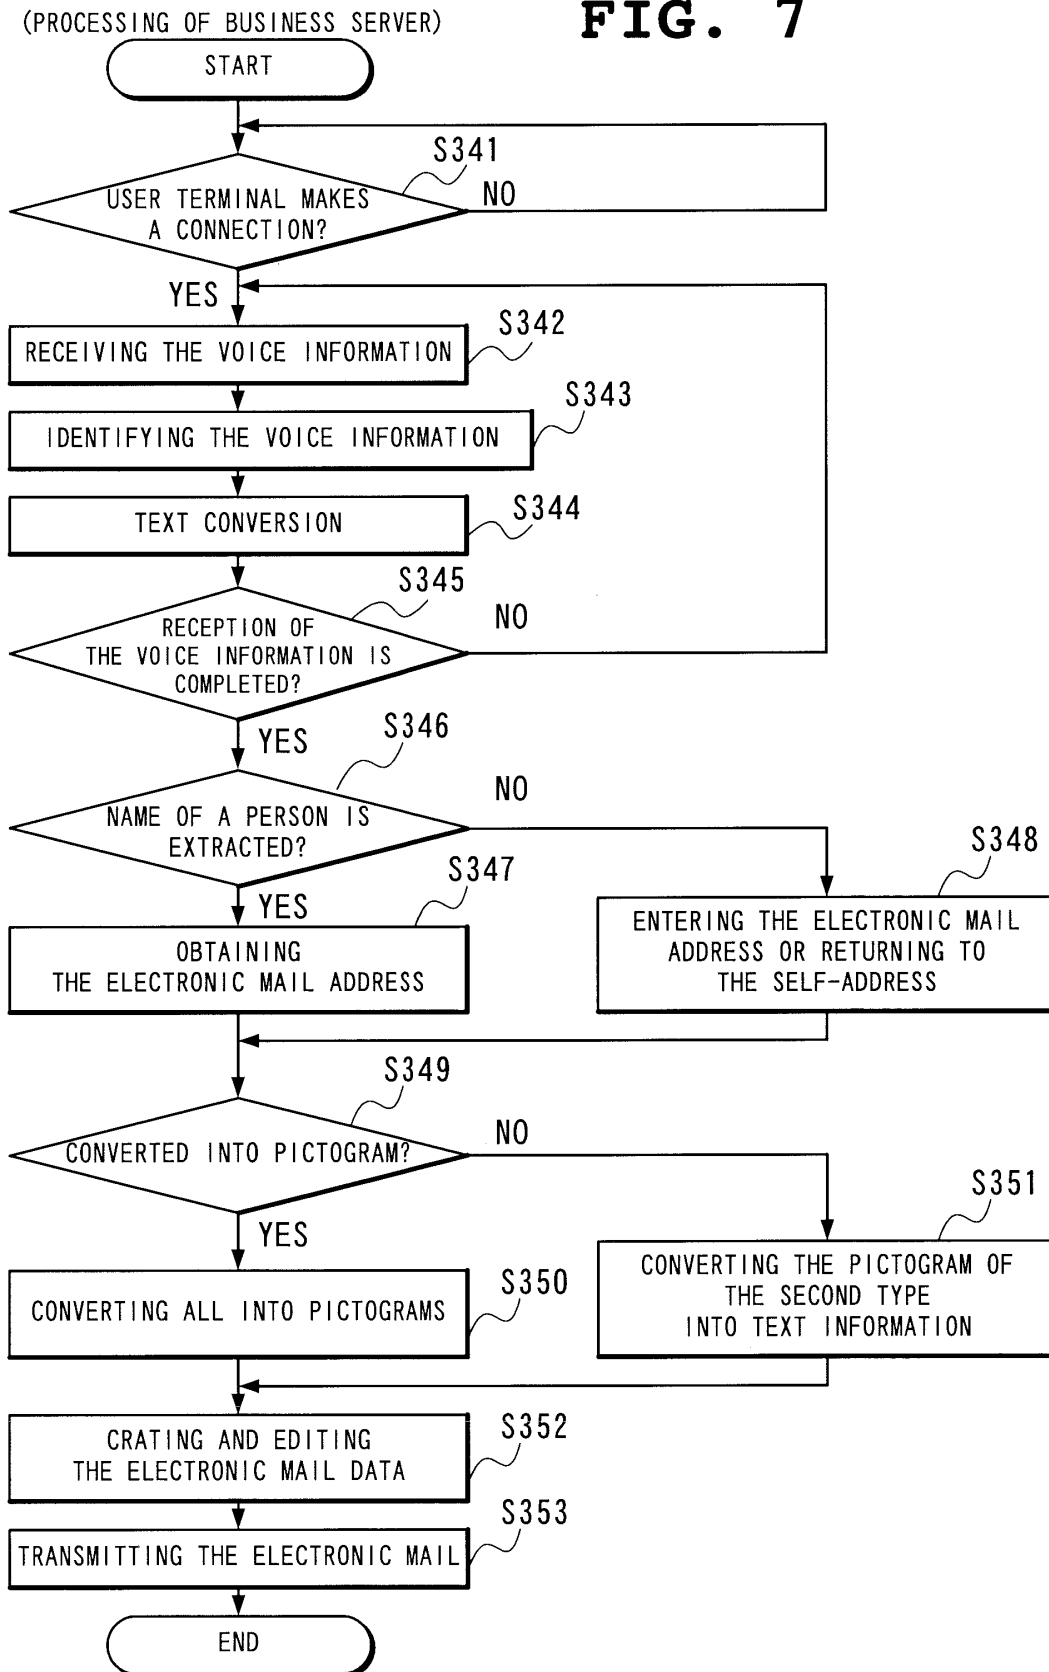 (PROCESSING OF BUSINESS SERVER)
FIG. 7
START
S341
USER TERMINAL MAKES
A CONNECTION?
NO
YES
S342
RECEIVING THE VOICE INFORMATION
S343
IDENTIFYING THE VOICE INFORMATION
S344
TEXT CONVERSION
S345
RECEPTION OF
THE VOICE INFORMATION IS
COMPLETED?
NO
YES
S346
NAME OF A PERSON IS
EXTRACTED?
NO
YES
S347
OBTAINING
THE ELECTRONIC MAIL ADDRESS
S348
ENTERING THE ELECTRONIC MAIL
ADDRESS OR RETURNING TO
THE SELF-ADDRESS
S349
CONVERTED INTO PICTOGRAM?
NO
YES
S350
CONVERTING ALL INTO PICTOGRAMS
S351
CONVERTING THE PICTOGRAM OF
THE SECOND TYPE
INTO TEXT INFORMATION
S352
CRATING AND EDITING
THE ELECTRONIC MAIL DATA
S353
TRANSMITTING THE ELECTRONIC MAIL
END